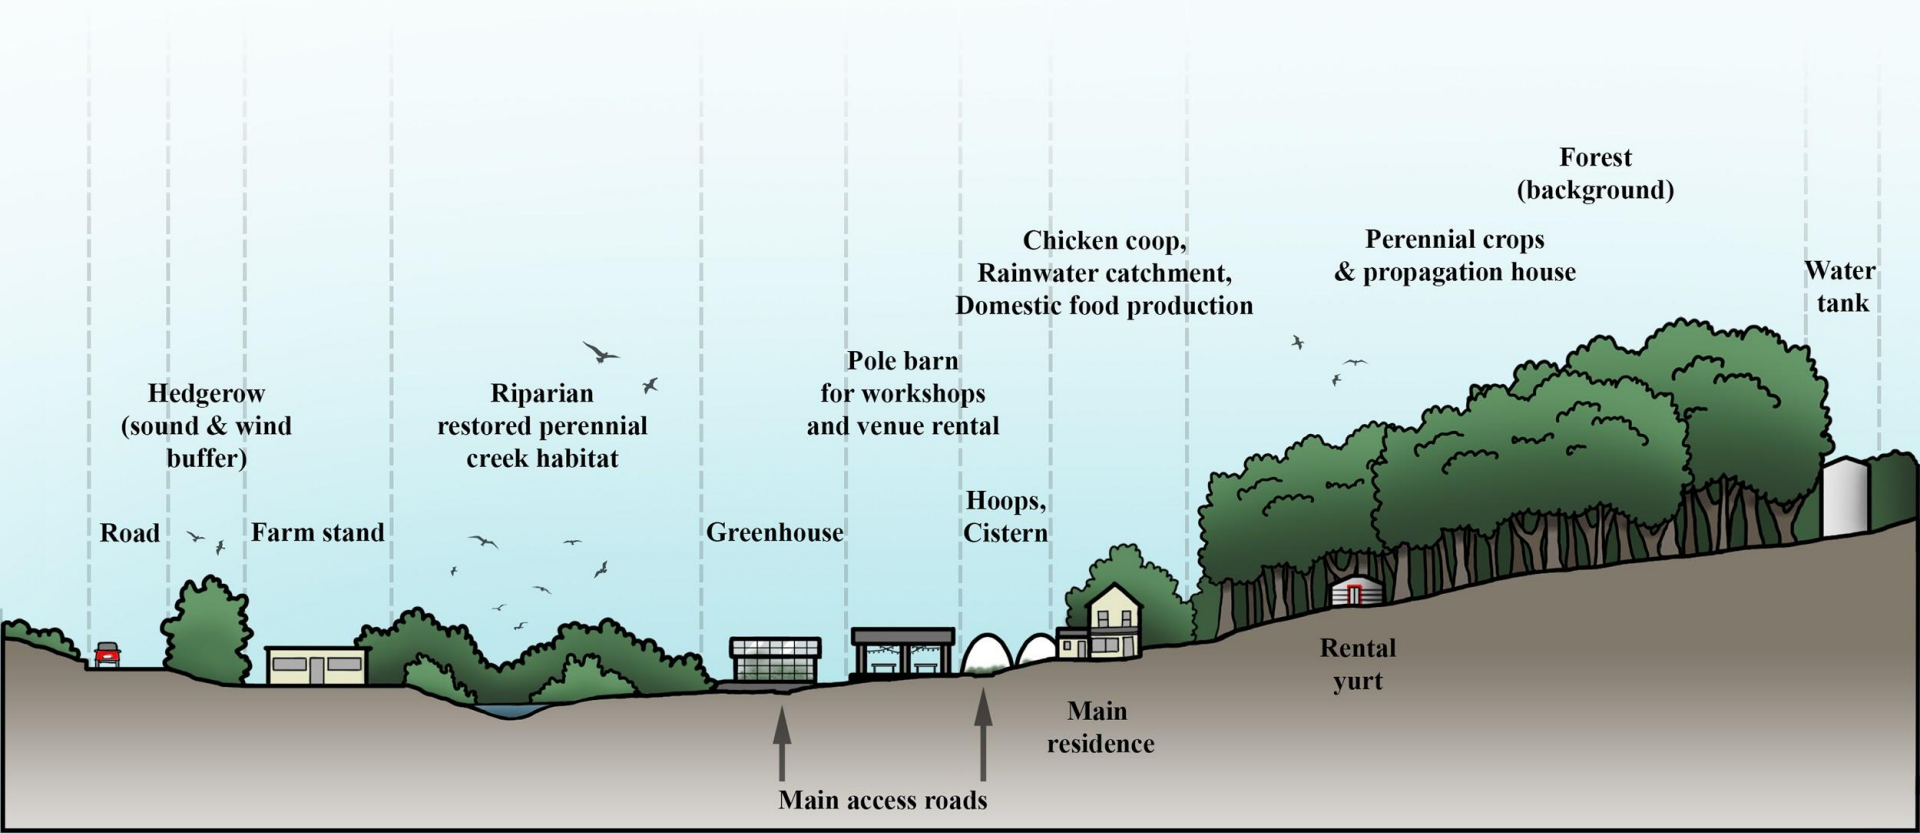 Forest
(background)
Chicken coop,
Rainwater catchment,
Domestic food production
Perennial crops
& propagation house
Water
tank
Pole barn
for workshops
and venue rental
Hedgerow
(sound & wind
buffer)
Riparian
restored perennial
creek habitat
Hoops,
Cistern
Road
Farm stand
Greenhouse
Rental
yurt
Main
residence
Main access roads